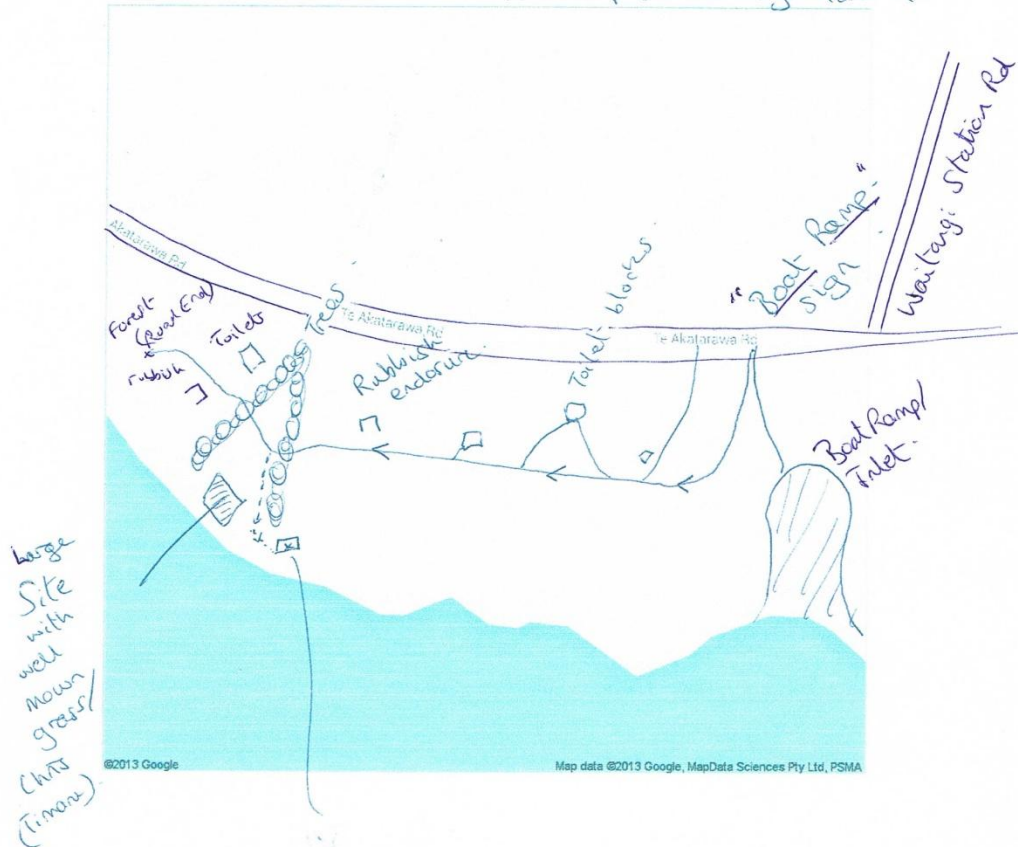 Waitangi Station Rd
"Boat Ramp"
sign
Akatarawa Rd
Te Akatarawa Rd
Te Akatarawa Rd
Trees
Forest
(Road End)
rubbish
Toilets
Rubbish
enclosure
Toilet blocks
Boat Ramp/
Inlet.
Large
Site
with
well
mown
grass/
Chris
(Timaru)
©2013 Google
Map data ©2013 Google, MapData Sciences Pty Ltd, PSMA